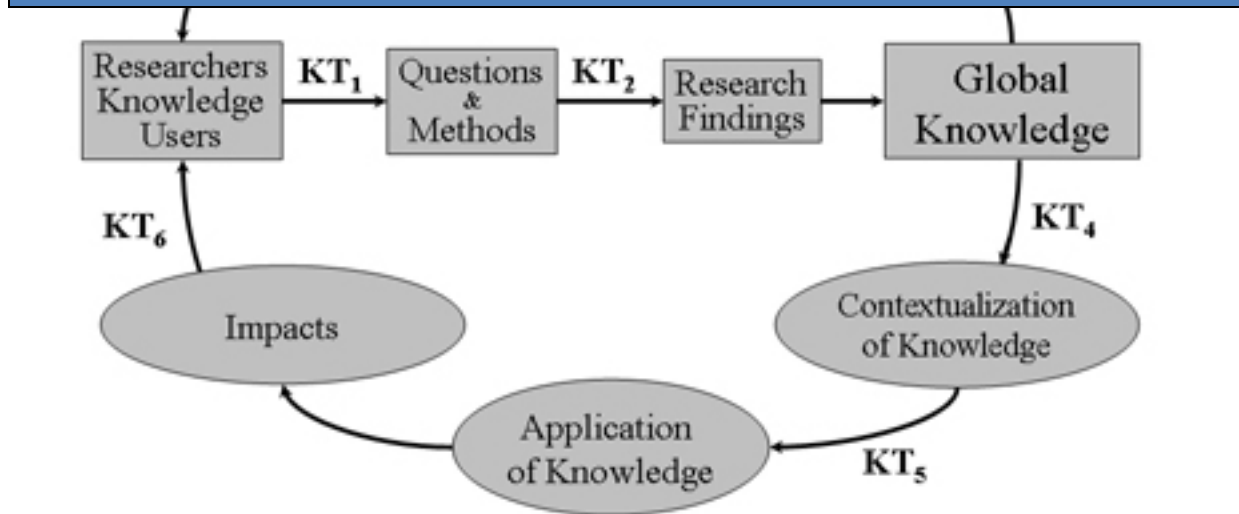 Researchers
Knowledge
Users
KT₁
Questions
&
Methods
KT₂
Research
Findings
Global
Knowledge
KT₆
KT₄
Impacts
Contextualization
of Knowledge
Application
of Knowledge
KT₅